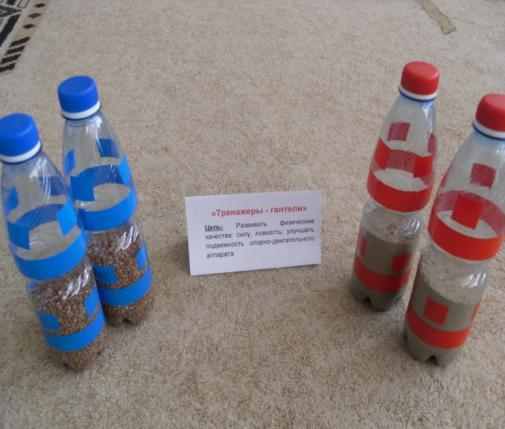 «Тренажеры - гантели»
Цель: Развивать физические
качества: силу, ловкость; улучшать
подвижность опорно-двигательного
аппарата.